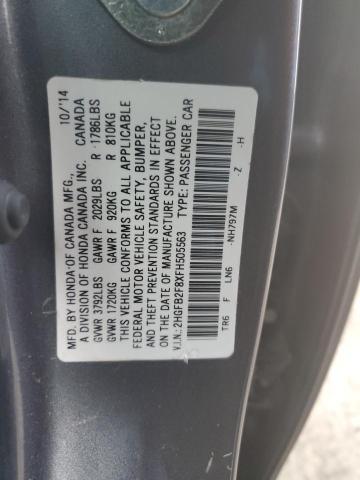 MFD. BY HONDA OF CANADA MFG., 10/'14
A DIVISION OF HONDA CANADA INC. CANADA
GVWR 3792LBS GAWR F 2029LBS R 1786LBS
GVWR 1720KG GAWR F 920KG R 810KG
THIS VEHICLE CONFORMS TO ALL APPLICABLE
FEDERAL MOTOR VEHICLE SAFETY, BUMPER,
AND THEFT PREVENTION STANDARDS IN EFFECT
ON THE DATE OF MANUFACTURE SHOWN ABOVE.
V.I.N.: 2HGFB2F8XFH505563 TYPE: PASSENGER CAR
TR6 F LN6 -NH797M -Z -H